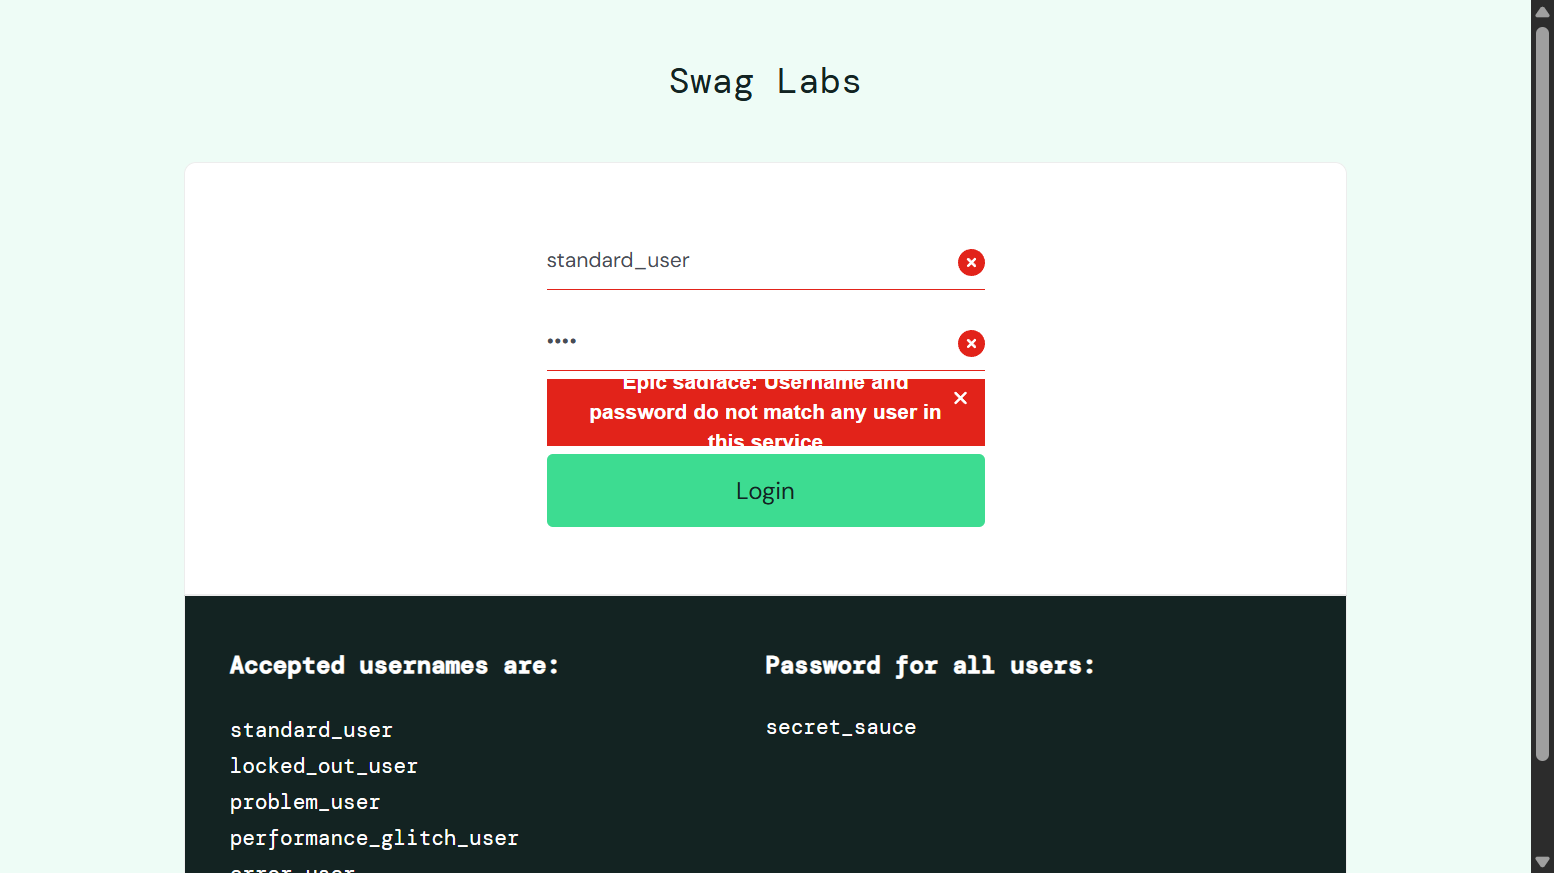 Swag Labs
standard_user
••••
Epic sadface: Username and
password do not match any user in
this service
Login
Accepted usernames are:
standard_user
locked_out_user
problem_user
performance_glitch_user
error_user
Password for all users:
secret_sauce